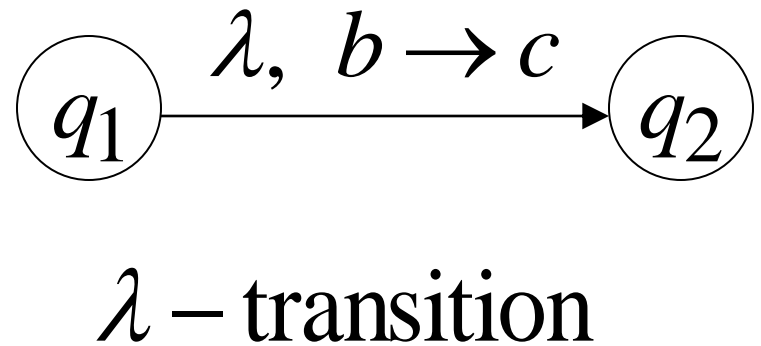 λ, b → c
q₁ q₂
λ – transition